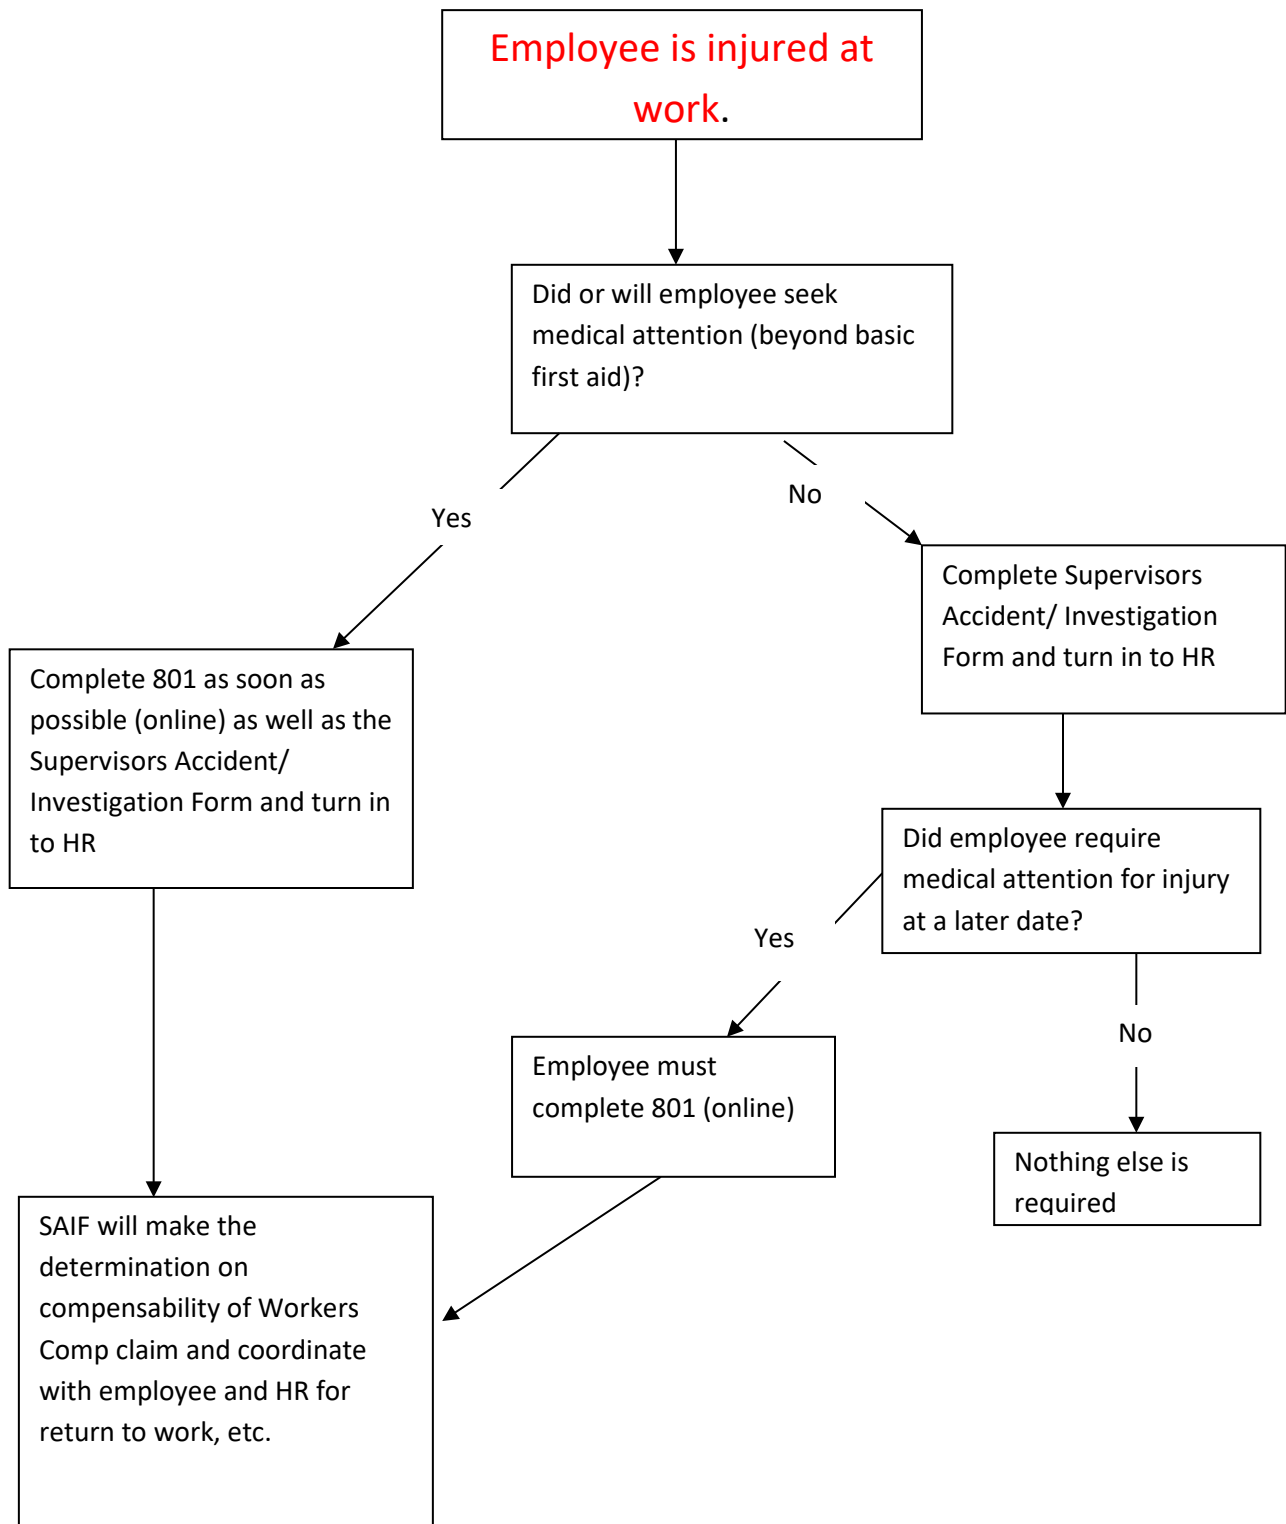 Employee is injured at
work.
Did or will employee seek
medical attention (beyond basic
first aid)?
Yes
No
Complete Supervisors
Accident/ Investigation
Form and turn in to HR
Complete 801 as soon as
possible (online) as well as the
Supervisors Accident/
Investigation Form and turn in
to HR
Did employee require
medical attention for injury
at a later date?
Yes
No
Employee must
complete 801 (online)
Nothing else is
required
SAIF will make the
determination on
compensability of Workers
Comp claim and coordinate
with employee and HR for
return to work, etc.